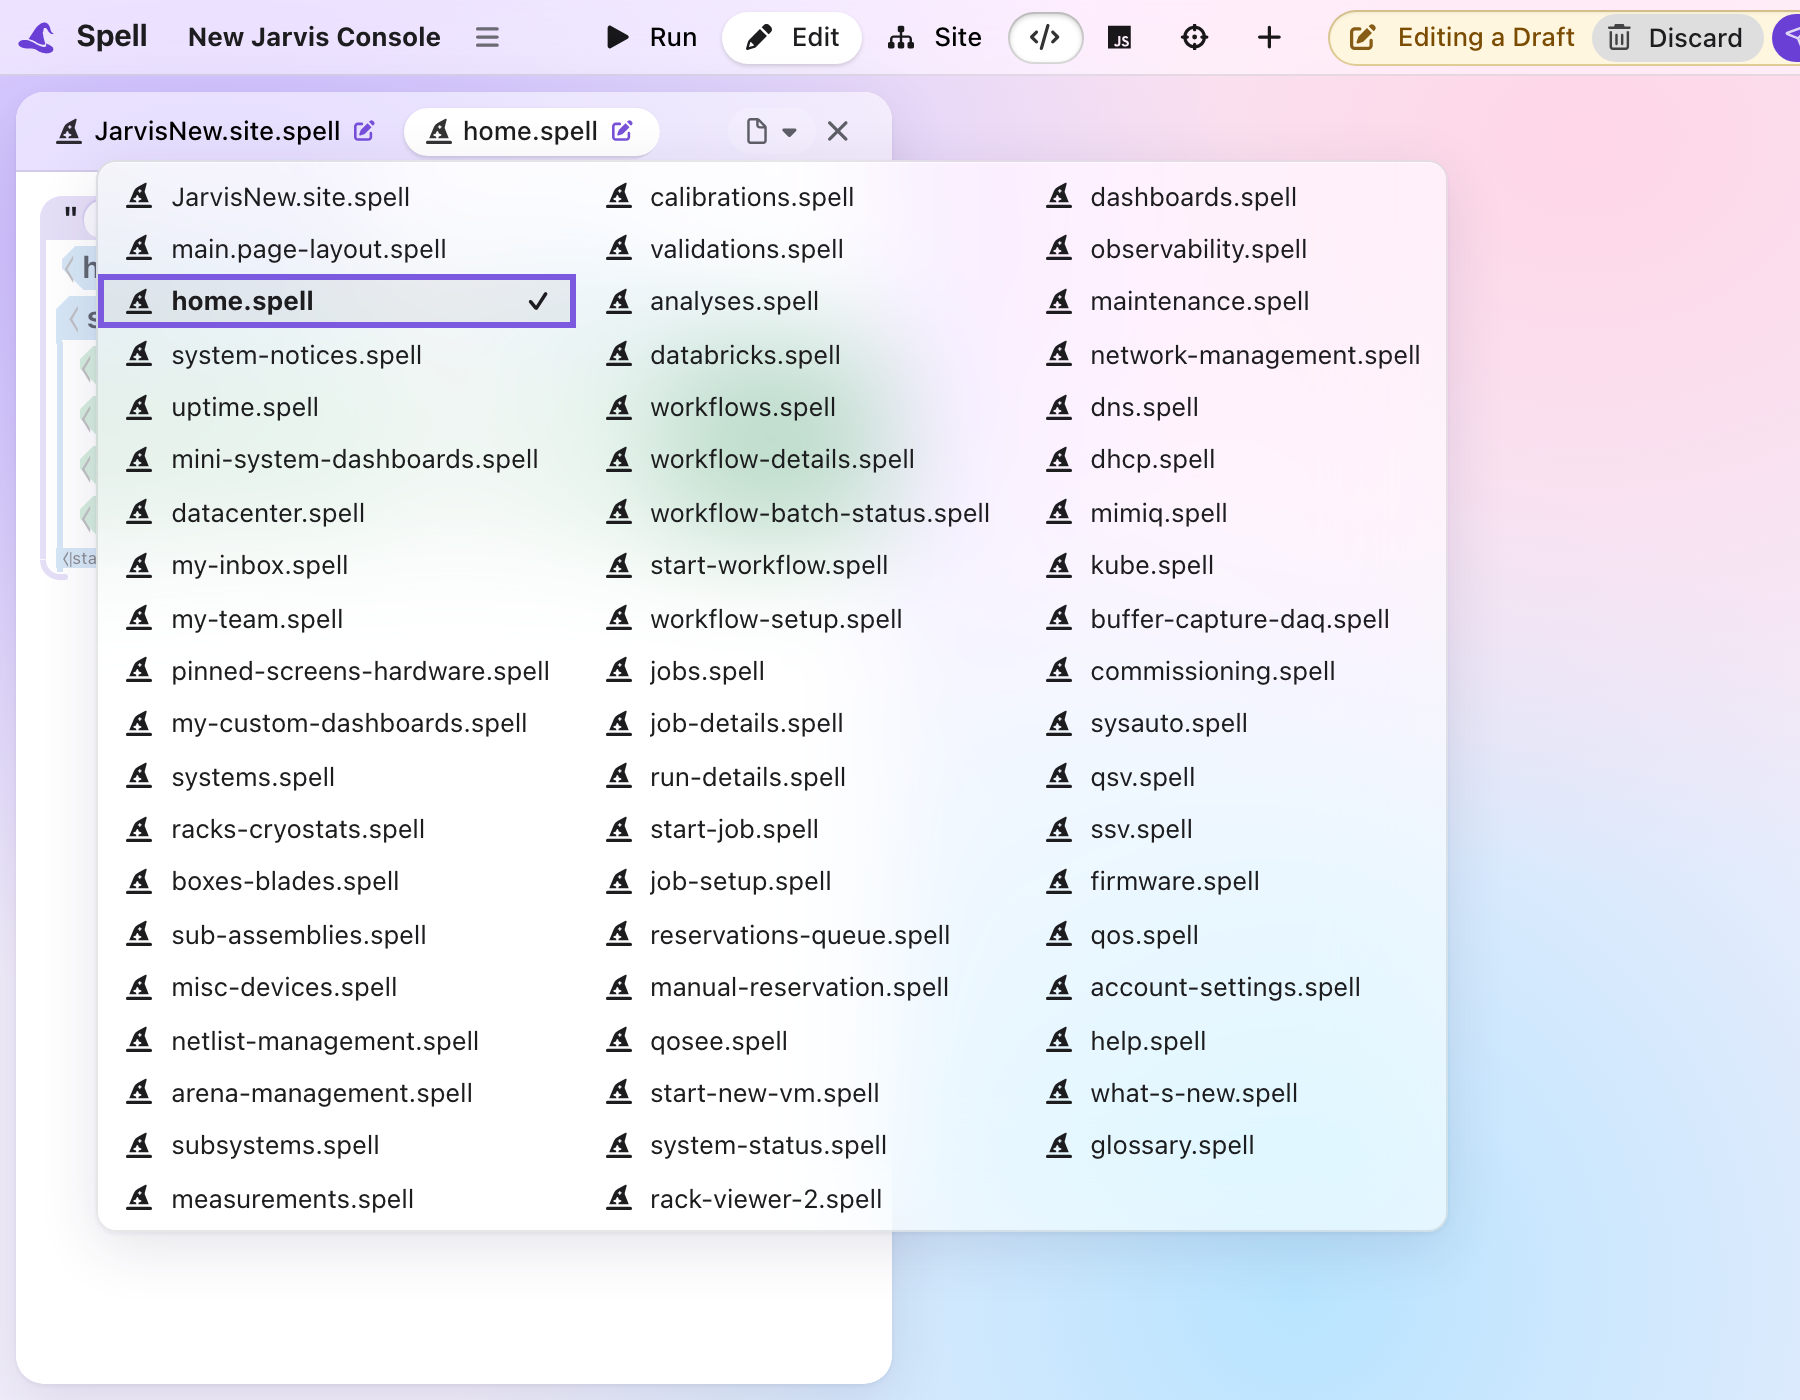 Spell New Jarvis Console Run Edit Site </> JS Editing a Draft Discard
JarvisNew.site.spell home.spell
"
h
s
⟨|sta
JarvisNew.site.spell
main.page-layout.spell
home.spell
system-notices.spell
uptime.spell
mini-system-dashboards.spell
datacenter.spell
my-inbox.spell
my-team.spell
pinned-screens-hardware.spell
my-custom-dashboards.spell
systems.spell
racks-cryostats.spell
boxes-blades.spell
sub-assemblies.spell
misc-devices.spell
netlist-management.spell
arena-management.spell
subsystems.spell
measurements.spell
calibrations.spell
validations.spell
analyses.spell
databricks.spell
workflows.spell
workflow-details.spell
workflow-batch-status.spell
start-workflow.spell
workflow-setup.spell
jobs.spell
job-details.spell
run-details.spell
start-job.spell
job-setup.spell
reservations-queue.spell
manual-reservation.spell
qosee.spell
start-new-vm.spell
system-status.spell
rack-viewer-2.spell
dashboards.spell
observability.spell
maintenance.spell
network-management.spell
dns.spell
dhcp.spell
mimiq.spell
kube.spell
buffer-capture-daq.spell
commissioning.spell
sysauto.spell
qsv.spell
ssv.spell
firmware.spell
qos.spell
account-settings.spell
help.spell
what-s-new.spell
glossary.spell